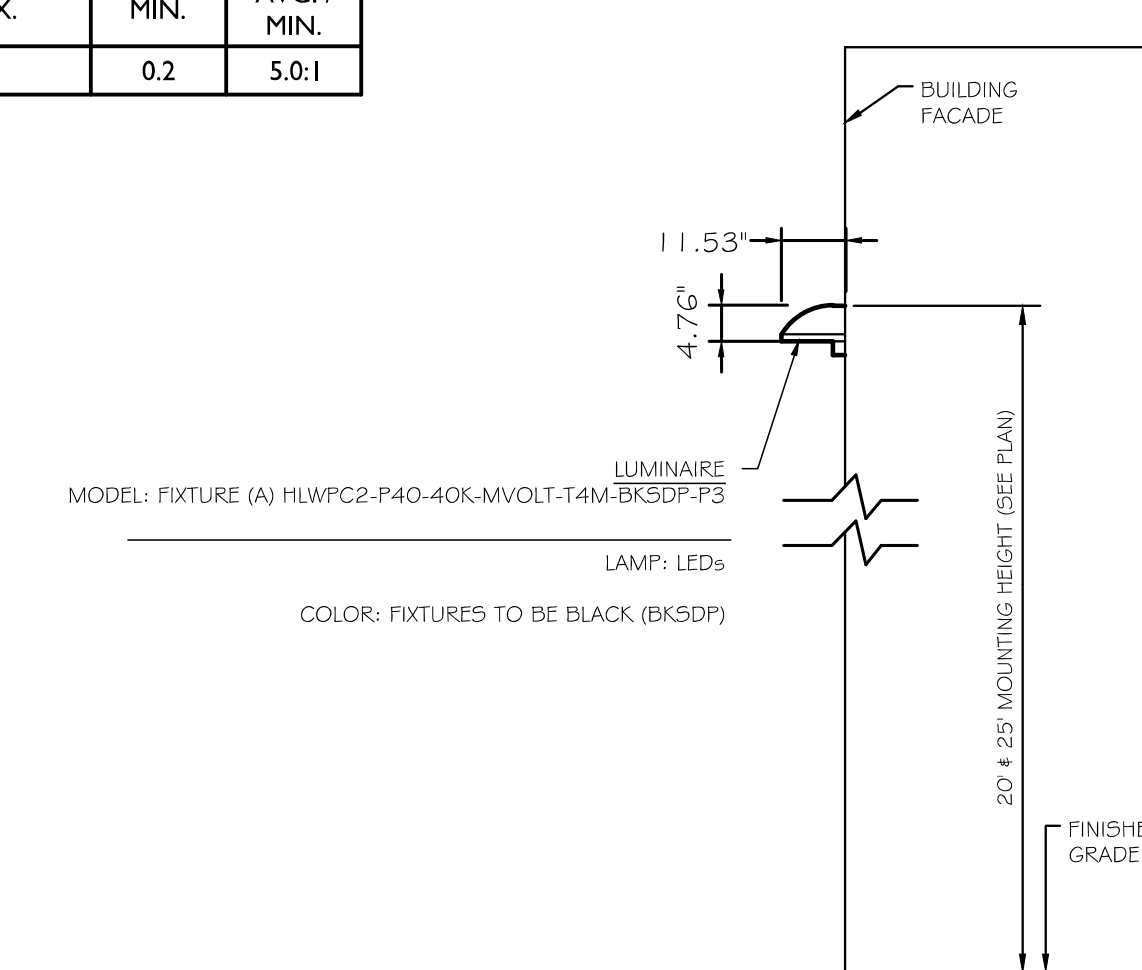 MIN.
MIN.
0.2
5.0:1
BUILDING
FACADE
11.53"
4.76"
LUMINAIRE
MODEL: FIXTURE (A) HLWPC2-P40-40K-MVOLT-T4M-BKSDP-P3
LAMP: LEDs
COLOR: FIXTURES TO BE BLACK (BKSDP)
20' & 25' MOUNTING HEIGHT (SEE PLAN)
GRADE